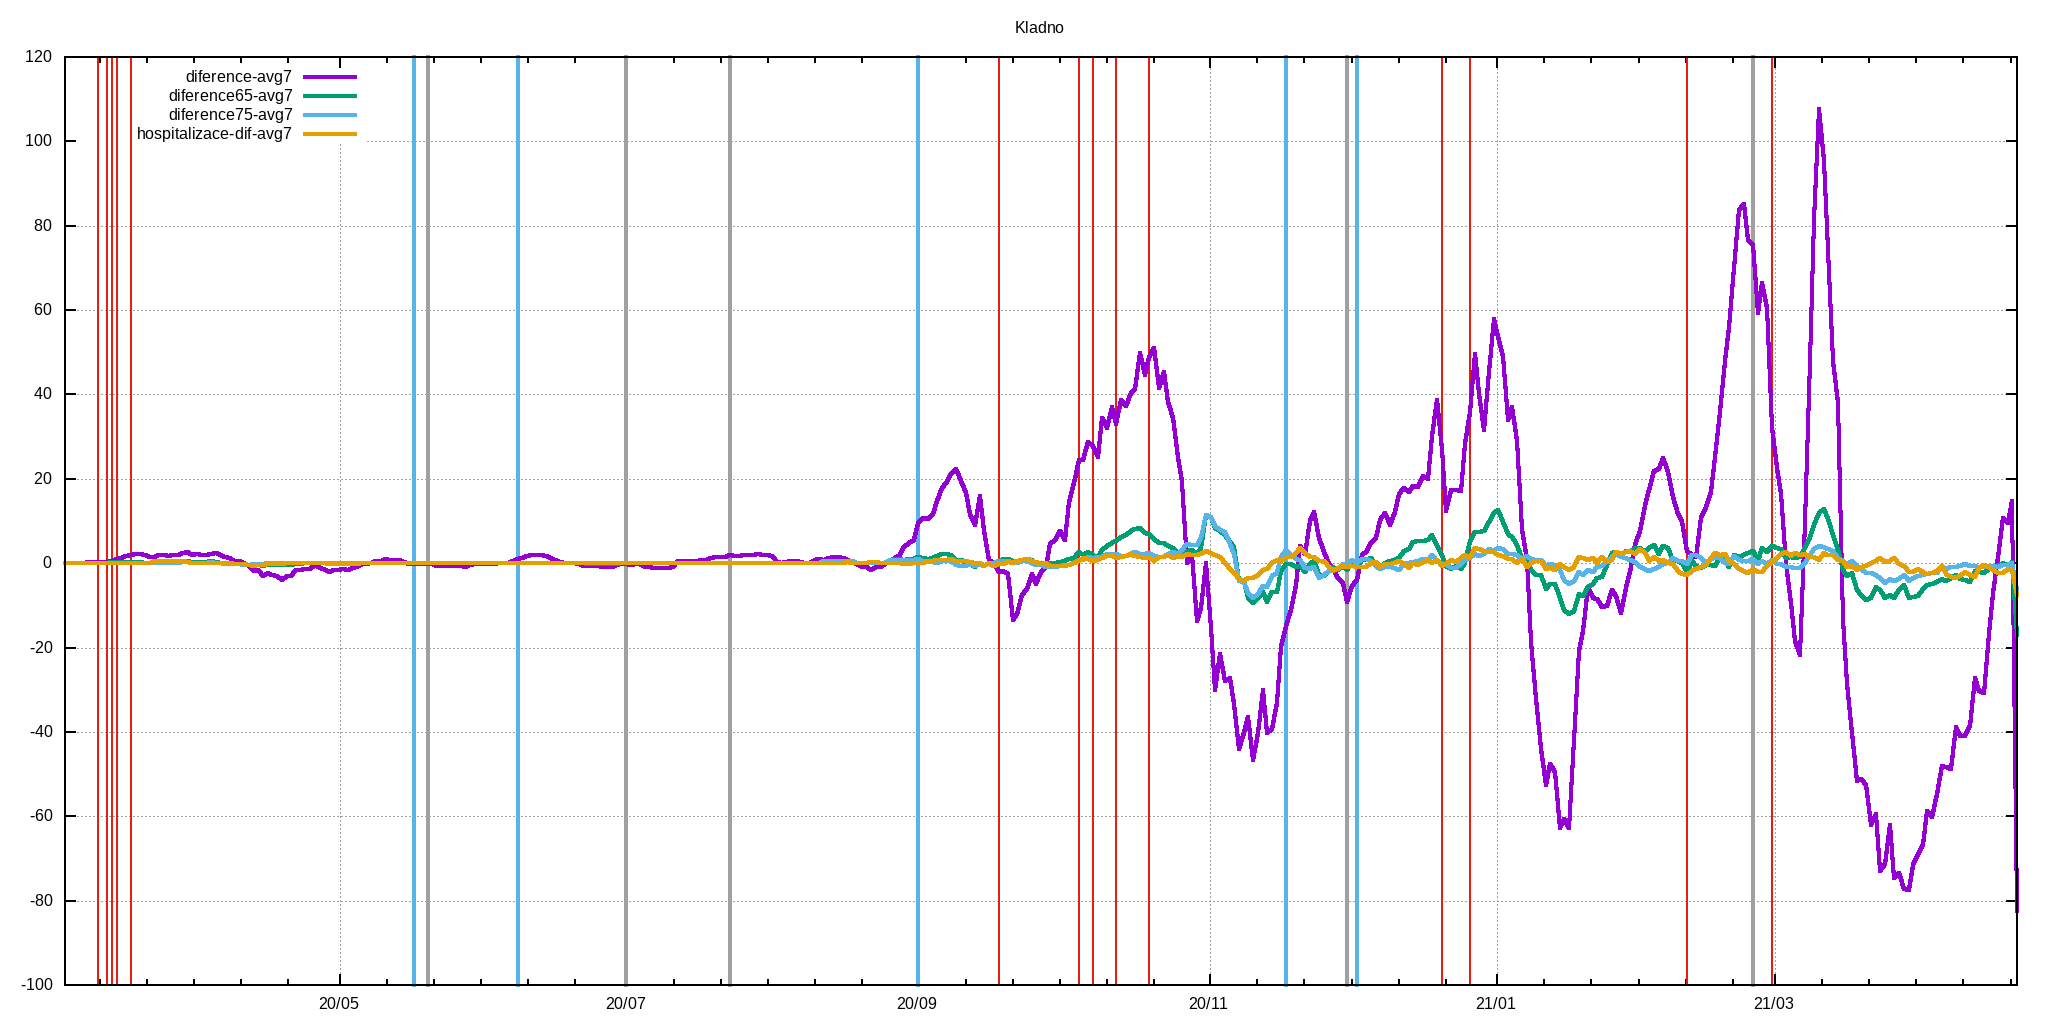 Kladno
diference-avg7
diference65-avg7
diference75-avg7
hospitalizace-dif-avg7
120
100
80
60
40
20
0
-20
-40
-60
-80
-100
20/05 20/07 20/09 20/11 21/01 21/03